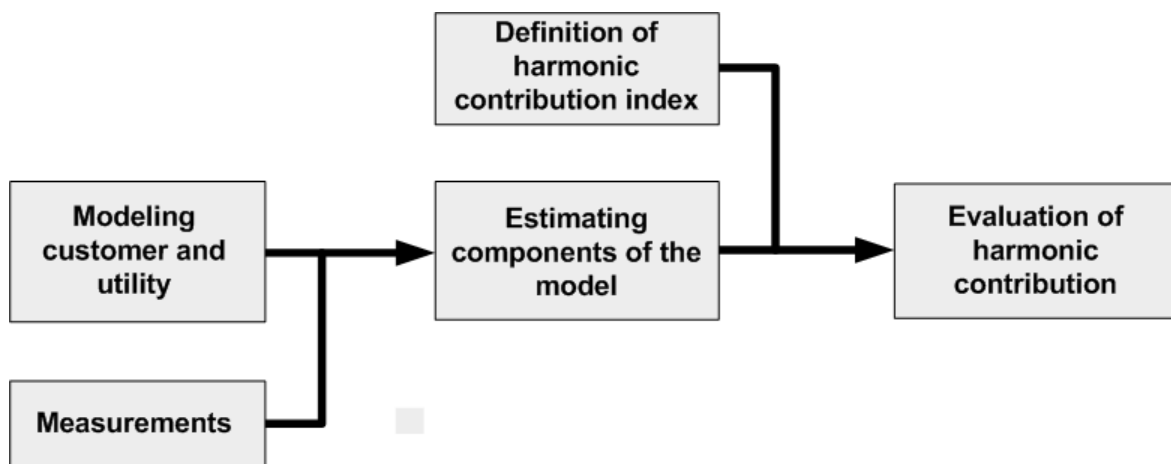 Definition of
harmonic
contribution index
Modeling
customer and
utility
Estimating
components of the
model
Evaluation of
harmonic
contribution
Measurements